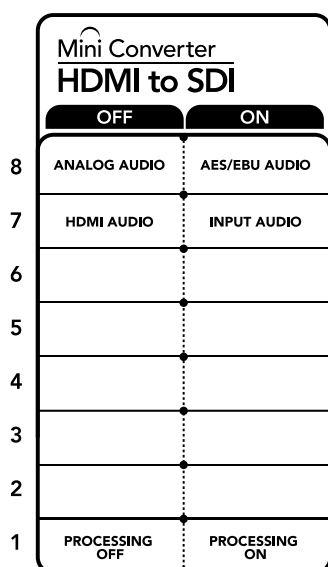 Mini Converter
HDMI to SDI
OFF ON
8 ANALOG AUDIO AES/EBU AUDIO
7 HDMI AUDIO INPUT AUDIO
6
5
4
3
2
1 PROCESSING OFF PROCESSING ON